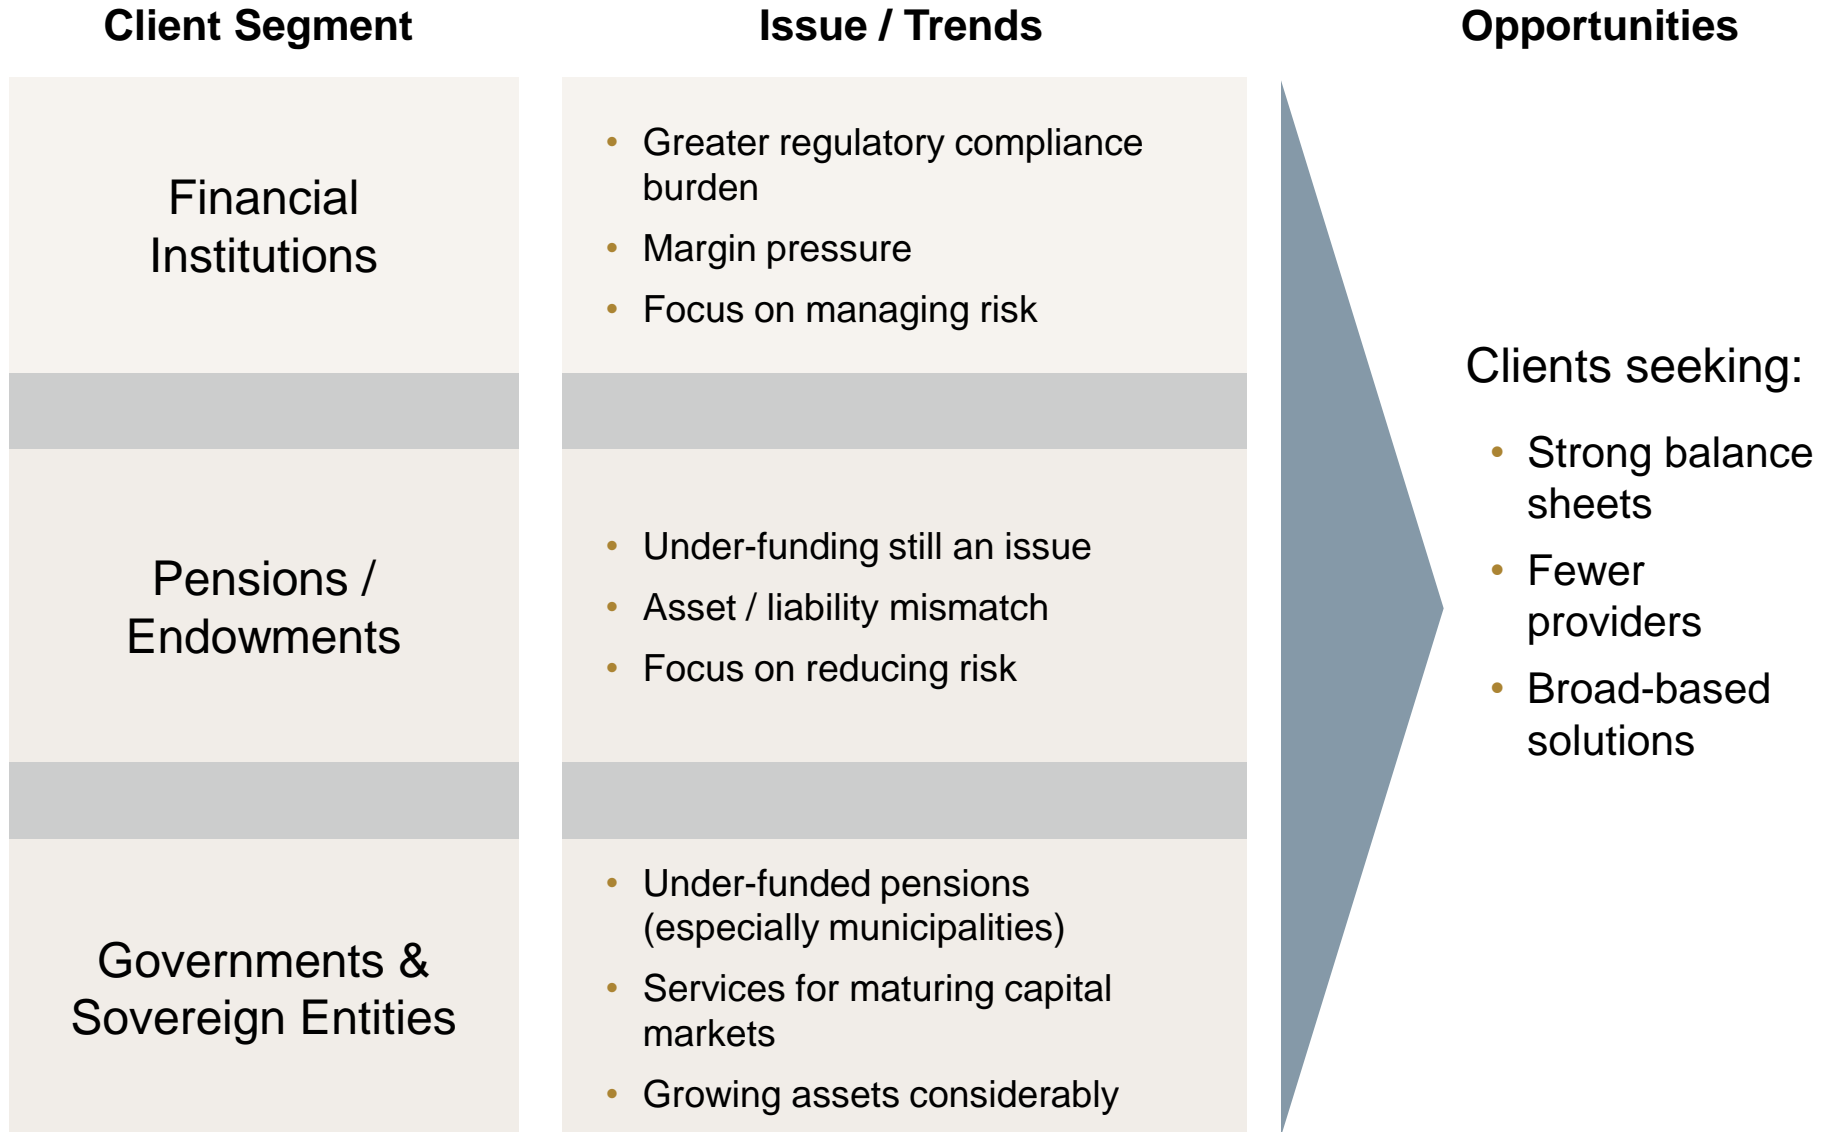 Client Segment
Issue / Trends
Opportunities
Financial
Institutions
• Greater regulatory compliance
burden
• Margin pressure
• Focus on managing risk
Pensions /
Endowments
• Under-funding still an issue
• Asset / liability mismatch
• Focus on reducing risk
Governments &
Sovereign Entities
• Under-funded pensions
(especially municipalities)
• Services for maturing capital
markets
• Growing assets considerably
Clients seeking:
• Strong balance
sheets
• Fewer
providers
• Broad-based
solutions